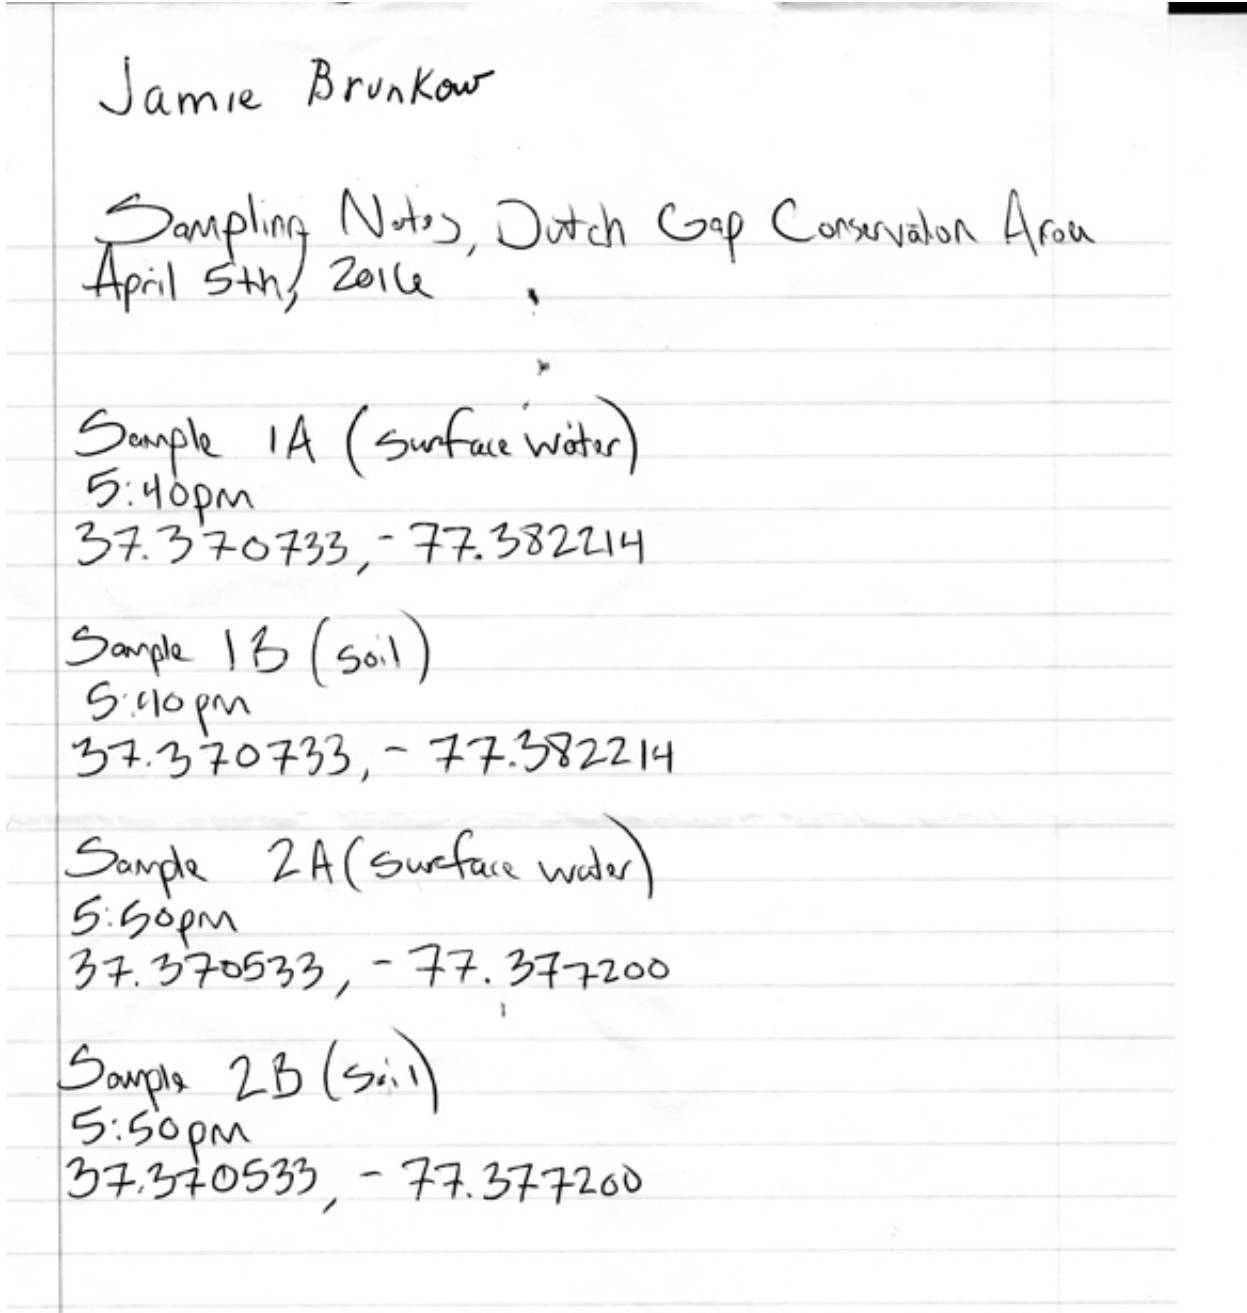 Jamie Brunkow
Sampling Notes, Dutch Gap Conservation Area
April 5th, 2016
Sample 1A (surface water)
5:40pm
37.370733, - 77.382214
Sample 1B (soil)
5:40pm
37.370733, - 77.382214
Sample 2A (surface water)
5:50pm
37.370533, - 77.377200
Sample 2B (soil)
5:50pm
37.370533, - 77.377200